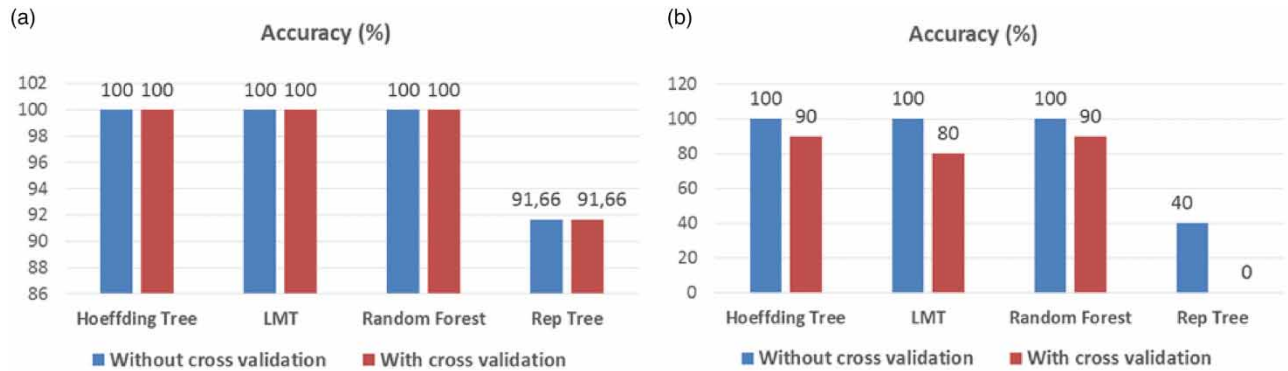 (a)
Accuracy (%)
102
100
98
96
94
92
90
88
86
100 100 100 100 100 100
91,66 91,66
Hoeffding Tree LMT Random Forest Rep Tree
Without cross validation With cross validation
(b)
Accuracy (%)
120
100
80
60
40
20
0
100 90 100 80 100 90 40 0
Hoeffding Tree LMT Random Forest Rep Tree
Without cross validation With cross validation